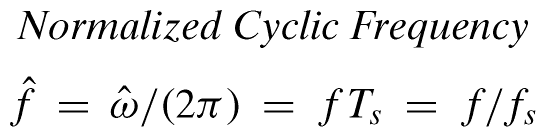 Normalized Cyclic Frequency
f̂ = ω̂/(2π) = fTₛ = f/fₛ